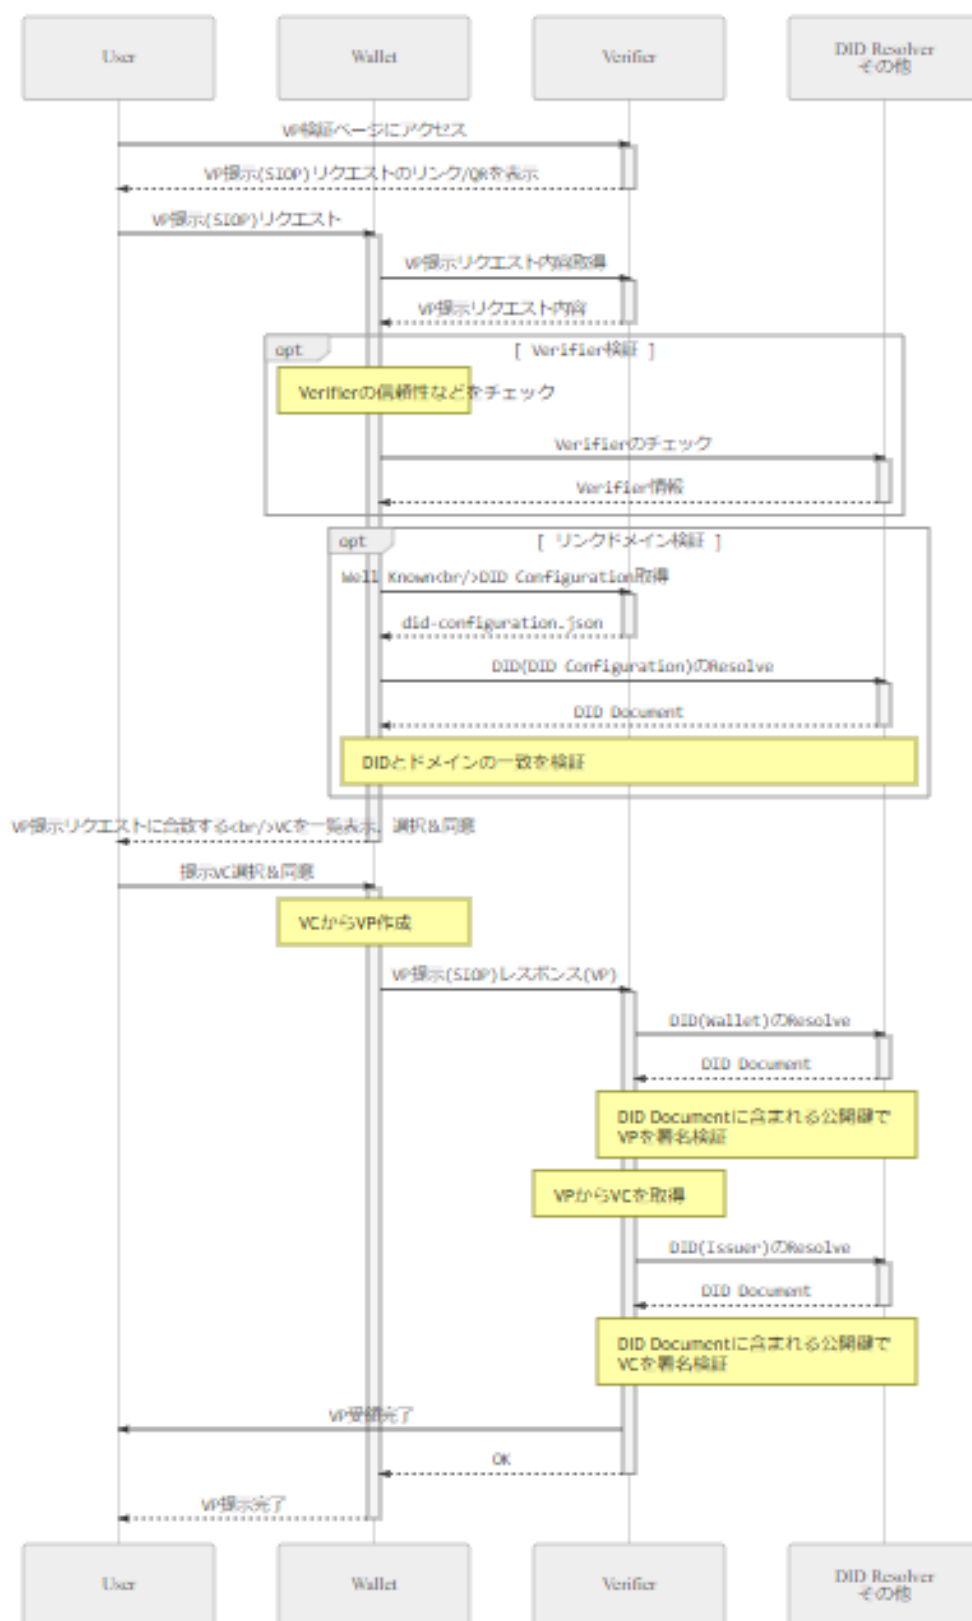 User
Wallet
Verifier
DID Resolver
その他
VP検証ページにアクセス
VP提示(SIOP)リクエストのリンク/QRを表示
VP提示(SIOP)リクエスト
VP提示リクエスト内容取得
VP提示リクエスト内容
opt
[ Verifier検証 ]
Verifierの信頼性などをチェック
Verifierのチェック
Verifier情報
opt
[ リンクドメイン検証 ]
Well Known<br/>DID Configuration取得
did-configuration.json
DID(DID Configuration)のResolve
DID Document
DIDとドメインの一致を検証
VP提示リクエストに合致する<br/>VCを一覧表示、選択&同意
提示VC選択&同意
VCからVP作成
VP提示(SIOP)レスポンス(VP)
DID(Wallet)のResolve
DID Document
DID Documentに含まれる公開鍵で
VPを署名検証
VPからVCを取得
DID(Issuer)のResolve
DID Document
DID Documentに含まれる公開鍵で
VCを署名検証
VP受領完了
OK
VP提示完了
User
Wallet
Verifier
DID Resolver
その他